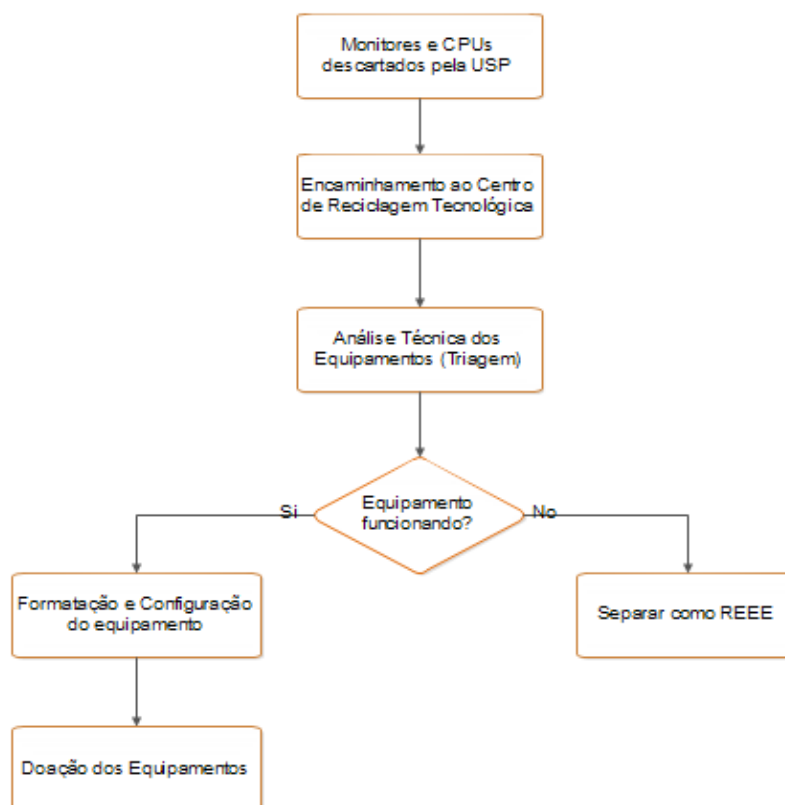 Monitores e CPUs
descartados pela USP
Encaminhamento ao Centro
de Reciclagem Tecnológica
Análise Técnica dos
Equipamentos (Triagem)
Equipamento
funcionando?
Si
No
Formatação e Configuração
do equipamento
Separar como REEE
Doação dos Equipamentos